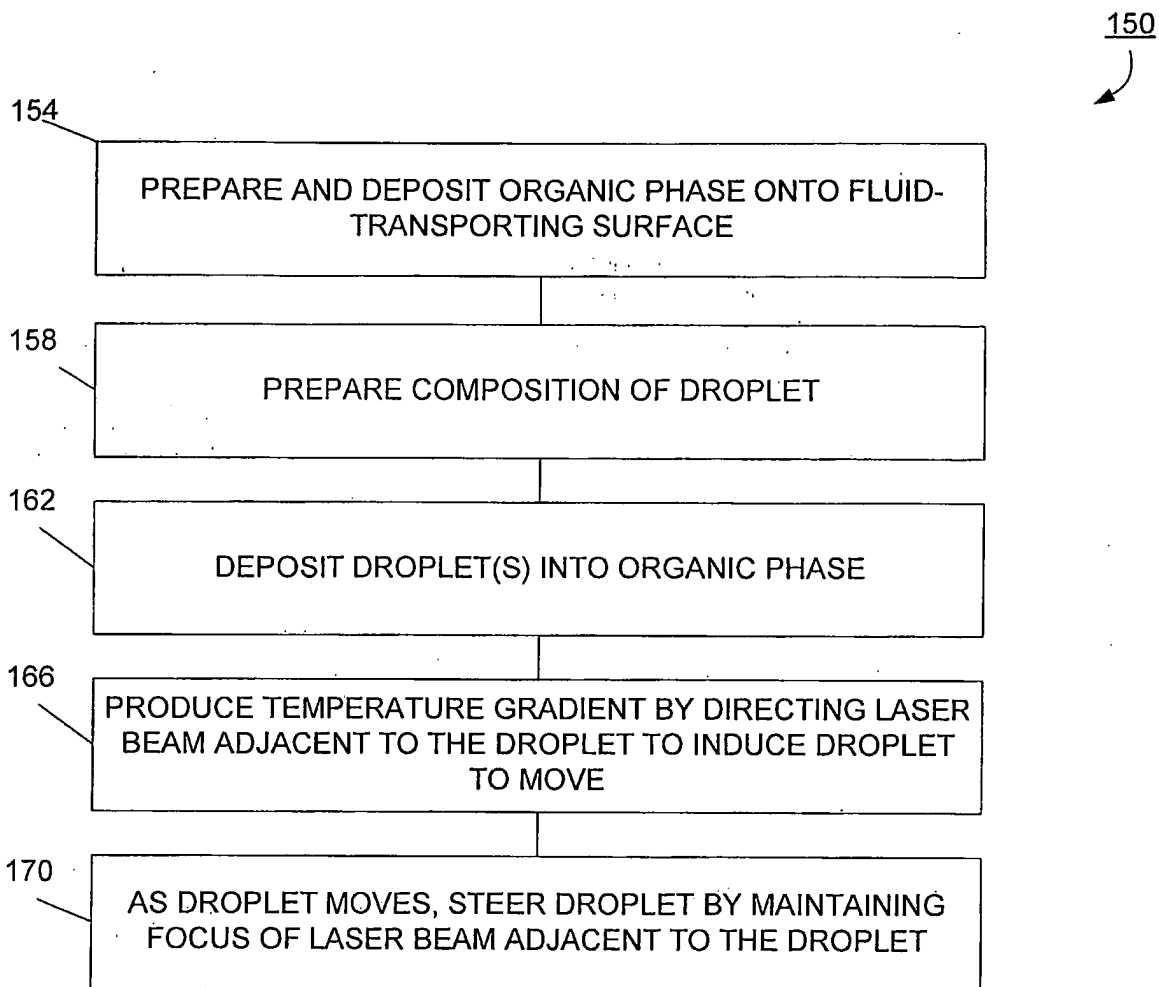 150
154
PREPARE AND DEPOSIT ORGANIC PHASE ONTO FLUID-
TRANSPORTING SURFACE
158
PREPARE COMPOSITION OF DROPLET
162
DEPOSIT DROPLET(S) INTO ORGANIC PHASE
166
PRODUCE TEMPERATURE GRADIENT BY DIRECTING LASER
BEAM ADJACENT TO THE DROPLET TO INDUCE DROPLET
TO MOVE
170
AS DROPLET MOVES, STEER DROPLET BY MAINTAINING
FOCUS OF LASER BEAM ADJACENT TO THE DROPLET